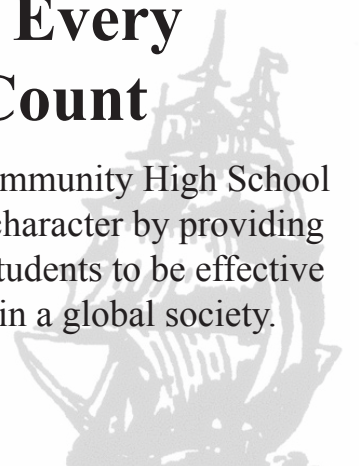 Every
Count
mmunity High School
character by providing
tudents to be effective
in a global society.